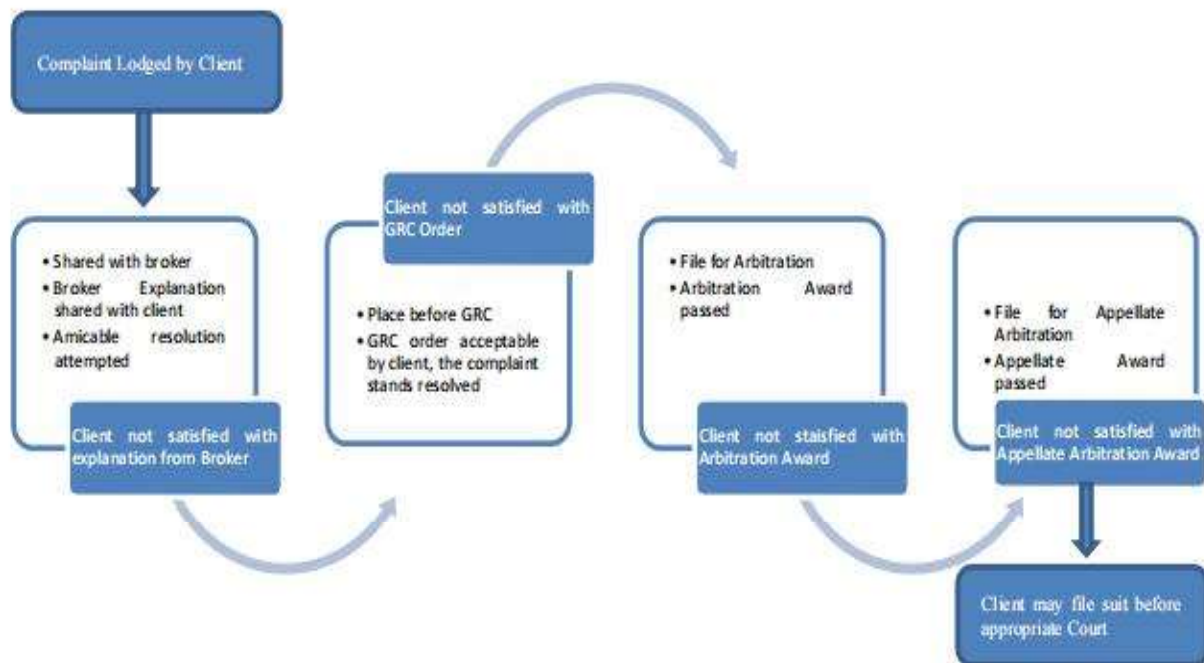 Complaint Lodged by Client
• Shared with broker
• Broker Explanation
shared with client
• Amicable resolution
attempted
Client not satisfied with
explanation from Broker
Client not satisfied with
GRC Order
• Place before GRC
• GRC order acceptable
by client, the complaint
stands resolved
• File for Arbitration
• Arbitration Award
passed
Client not staisfied with
Arbitration Award
• File for Appellate
Arbitration
• Appellate Award
passed
Client not satisfied with
Appellate Arbitration Award
Client may file suit before
appropriate Court